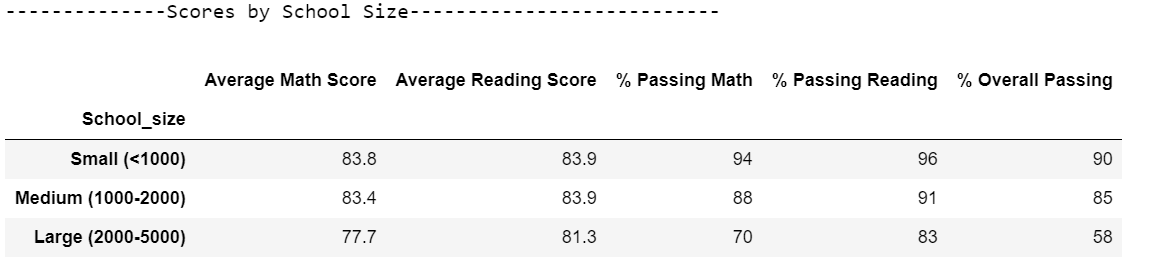 --------------Scores by School Size---------------------------
Average Math Score Average Reading Score % Passing Math % Passing Reading % Overall Passing
School_size
Small (<1000) 83.8 83.9 94 96 90
Medium (1000-2000) 83.4 83.9 88 91 85
Large (2000-5000) 77.7 81.3 70 83 58